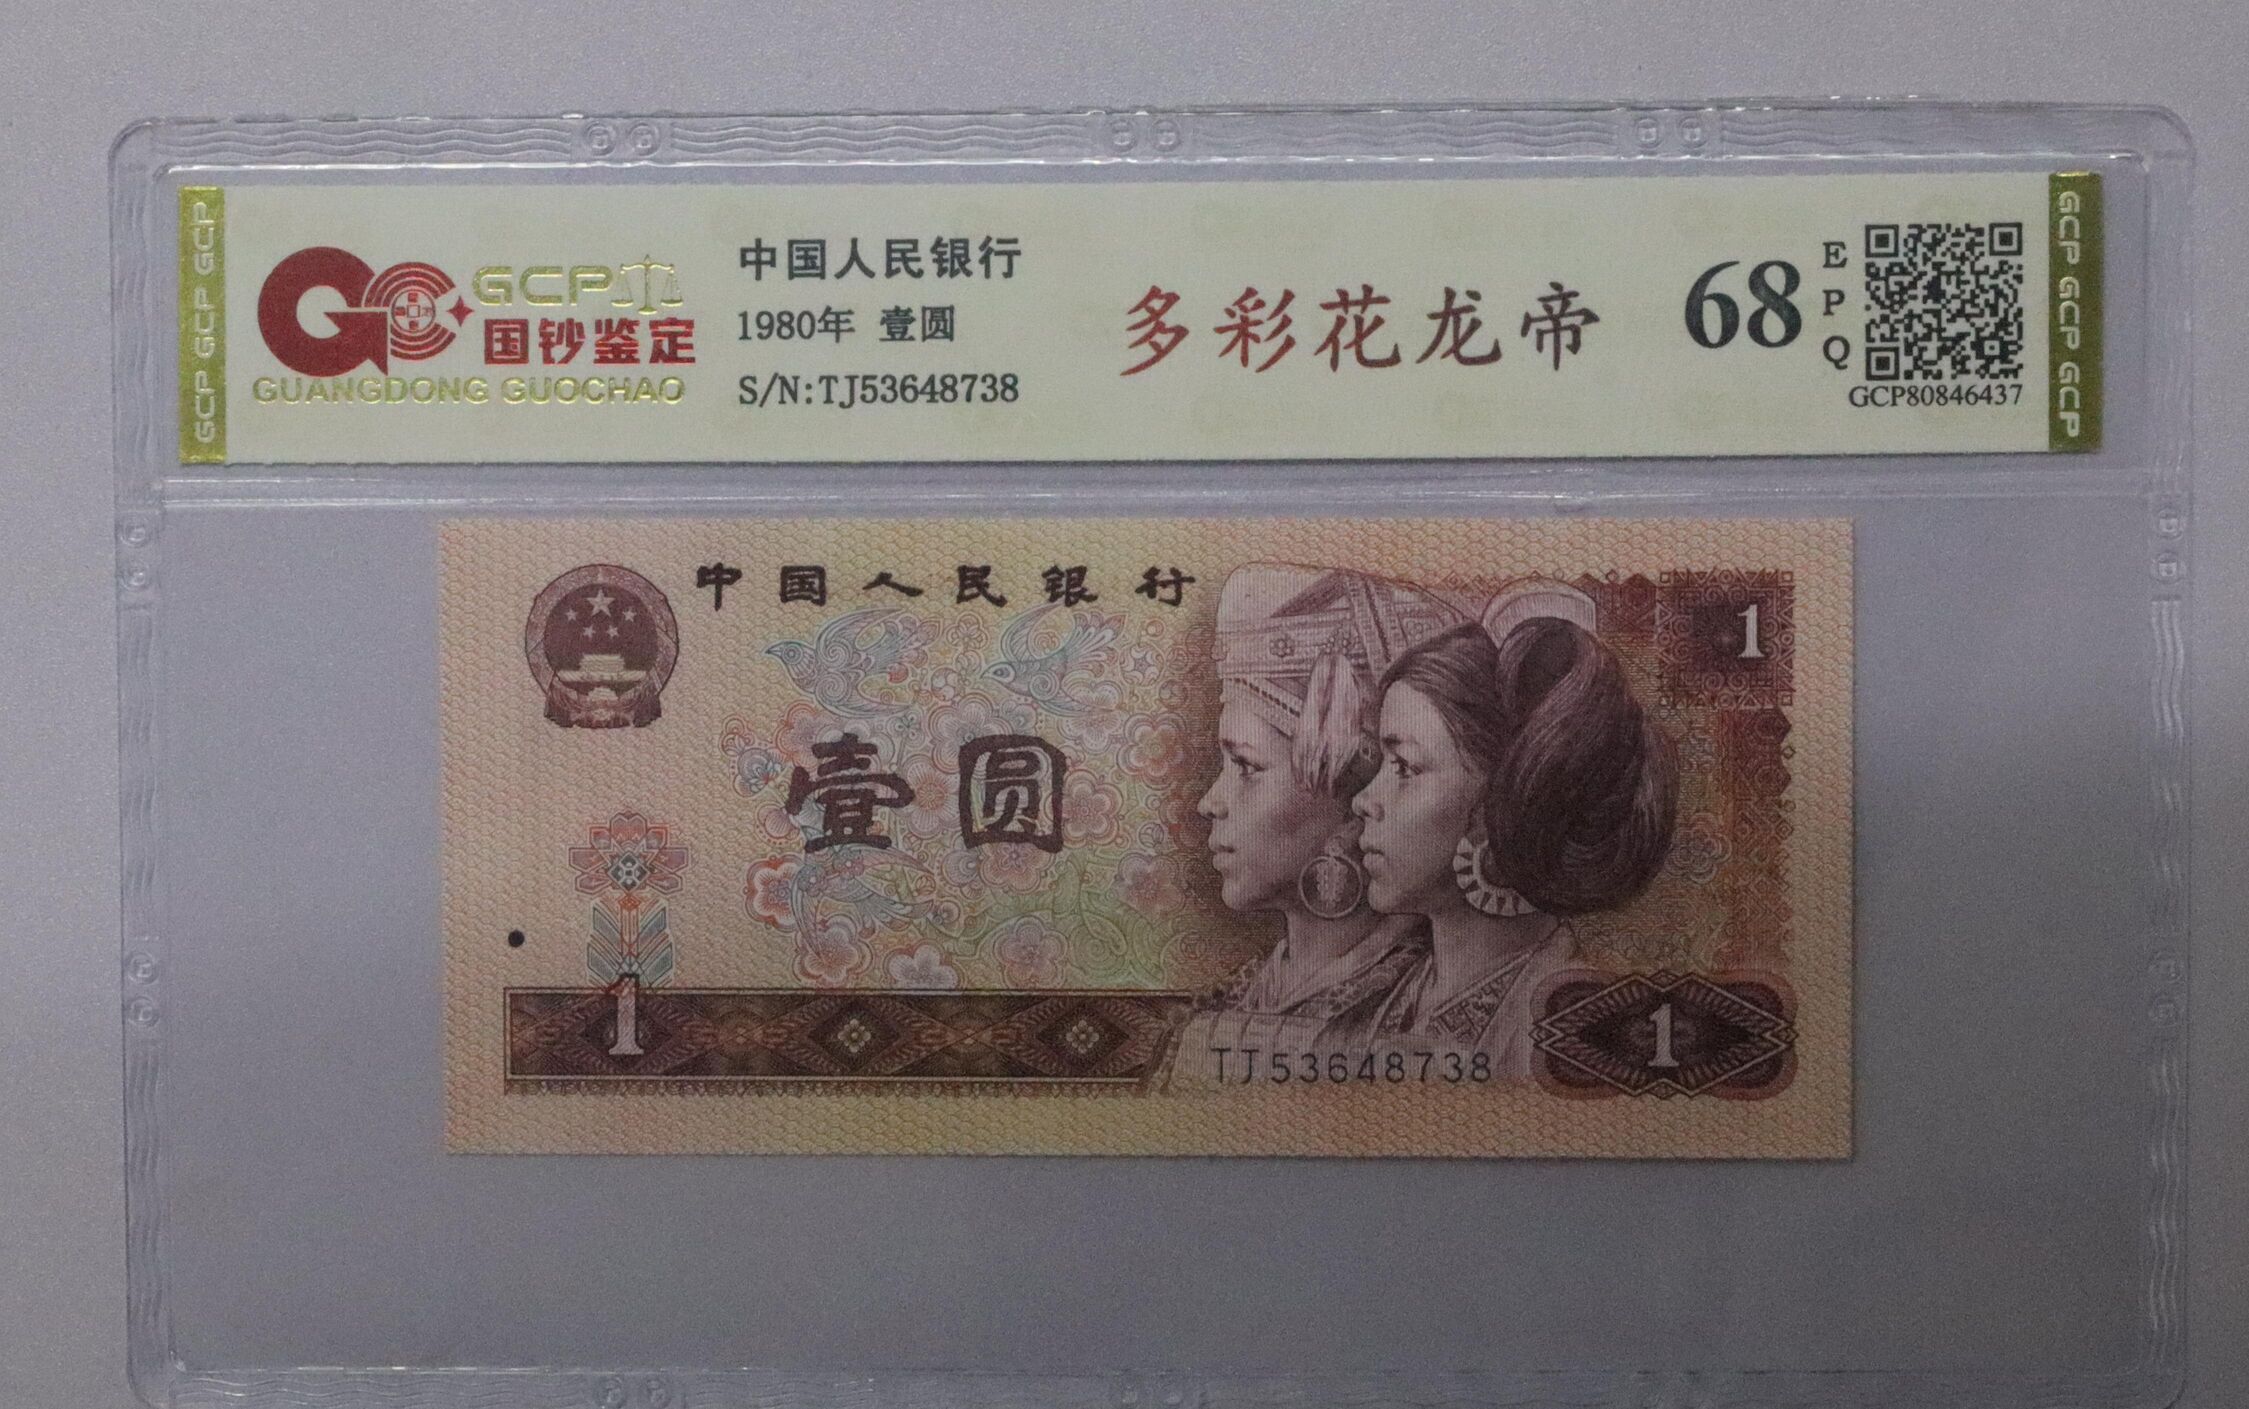 GCP GCP GCP
GCP
国钞鉴定
GUANGDONG GUOCHAO
中国人民银行
1980年 壹圆
S/N:TJ53648738
多彩花龙帝
68
E
P
Q
GCP80846437
GCP GCP GCP GCP
中国人民银行
1
壹圆
1
1
TJ53648738